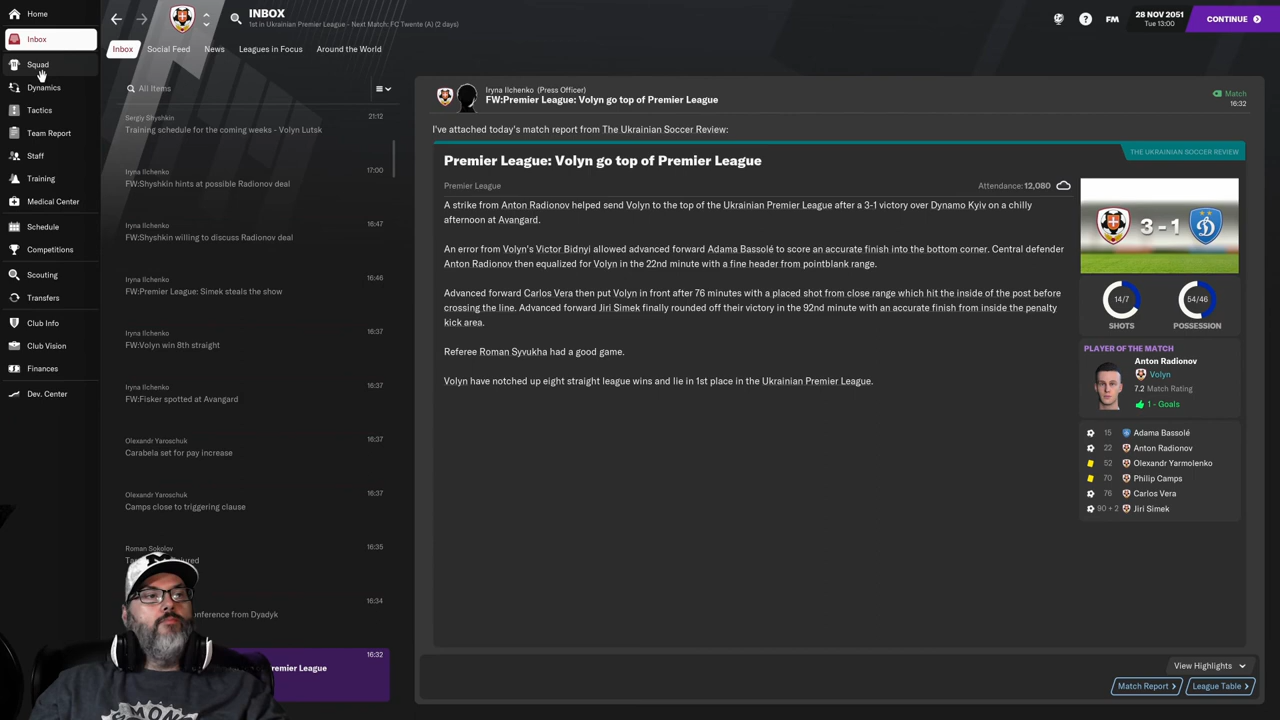 Home
Inbox
Squad
Dynamics
Tactics
Team Report
Staff
Training
Medical Center
Schedule
Competitions
Scouting
Transfers
Club Info
Club Vision
Finances
Dev. Center
INBOX
1st in Ukrainian Premier League - Next Match: FC Twente (A) (2 days)
FM
28 NOV 2051
Tue 13:00
CONTINUE
Inbox
Social Feed
News
Leagues in Focus
Around the World
All Items
Sergiy Shyshkin
21:12
Training schedule for the coming weeks - Volyn Lutsk
Iryna Ilchenko
17:00
FW:Shyshkin hints at possible Radionov deal
Iryna Ilchenko
16:47
FW:Shyshkin willing to discuss Radionov deal
Iryna Ilchenko
16:46
FW:Premier League: Simek steals the show
Iryna Ilchenko
16:37
FW:Volyn win 8th straight
Iryna Ilchenko
16:37
FW:Fisker spotted at Avangard
Olexandr Yaroschuk
16:37
Carabela set for pay increase
Olexandr Yaroschuk
16:37
Camps close to triggering clause
Roman Sokolov
16:35
16:34
from Dyadyk
16:32
League
Iryna Ilchenko (Press Officer)
FW:Premier League: Volyn go top of Premier League
Match
16:32
I've attached today's match report from The Ukrainian Soccer Review:
THE UKRAINIAN SOCCER REVIEW
Premier League: Volyn go top of Premier League
Premier League
Attendance: 12,080
A strike from Anton Radionov helped send Volyn to the top of the Ukrainian Premier League after a 3-1 victory over Dynamo Kyiv on a chilly
afternoon at Avangard.
An error from Volyn's Victor Bidnyi allowed advanced forward Adama Bassolé to score an accurate finish into the bottom corner. Central defender
Anton Radionov then equalized for Volyn in the 22nd minute with a fine header from pointblank range.
Advanced forward Carlos Vera then put Volyn in front after 76 minutes with a placed shot from close range which hit the inside of the post before
crossing the line. Advanced forward Jiri Simek finally rounded off their victory in the 92nd minute with an accurate finish from inside the penalty
kick area.
Referee Roman Syvukha had a good game.
Volyn have notched up eight straight league wins and lie in 1st place in the Ukrainian Premier League.
3 - 1
14/7
54/46
SHOTS
POSSESSION
PLAYER OF THE MATCH
Anton Radionov
Volyn
7.2 Match Rating
1 - Goals
15 Adama Bassolé
22 Anton Radionov
52 Olexandr Yarmolenko
70 Philip Camps
76 Carlos Vera
90 + 2 Jiri Simek
View Highlights
Match Report
League Table